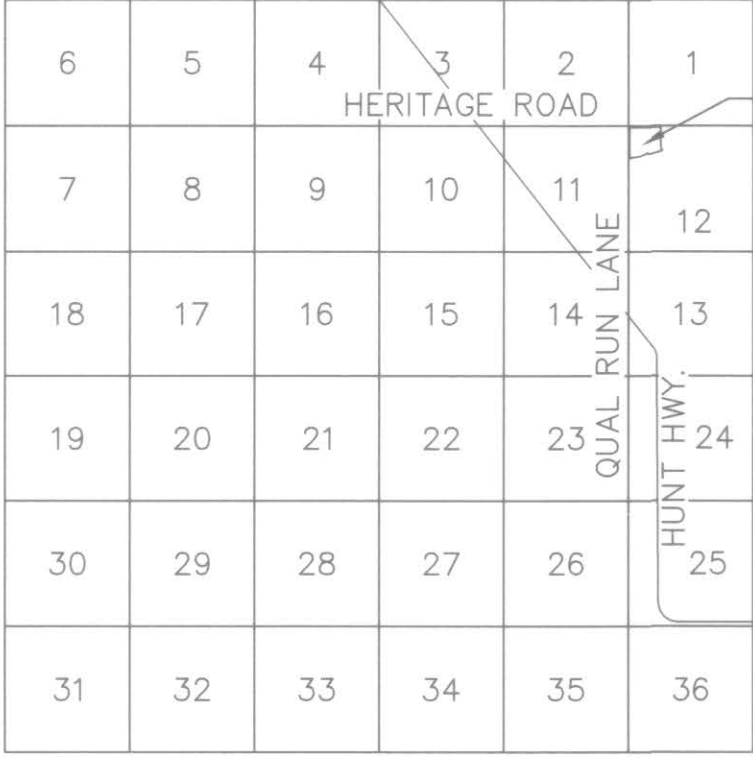 6 5 4 3 2 1
HERITAGE ROAD
7 8 9 10 11 12
18 17 16 15 14 13
QUAL RUN LANE
19 20 21 22 23 24
HUNT HWY.
30 29 28 27 26 25
31 32 33 34 35 36